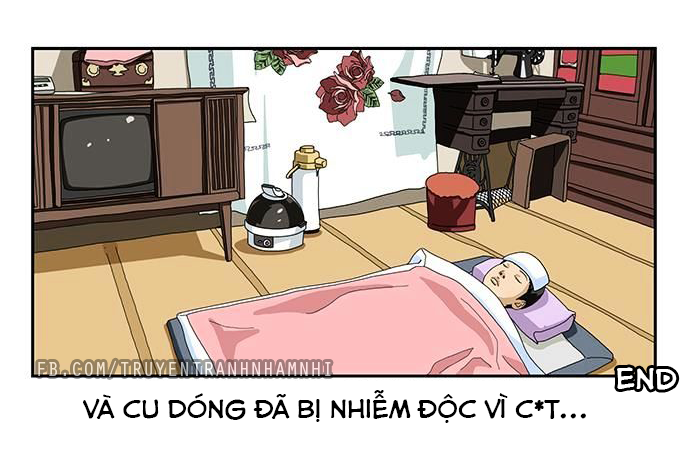 FB.COM/TRUYENTRANHNHAMNHI
END
VÀ CU DÓNG ĐÃ BỊ NHIỄM ĐỘC VÌ C*T...